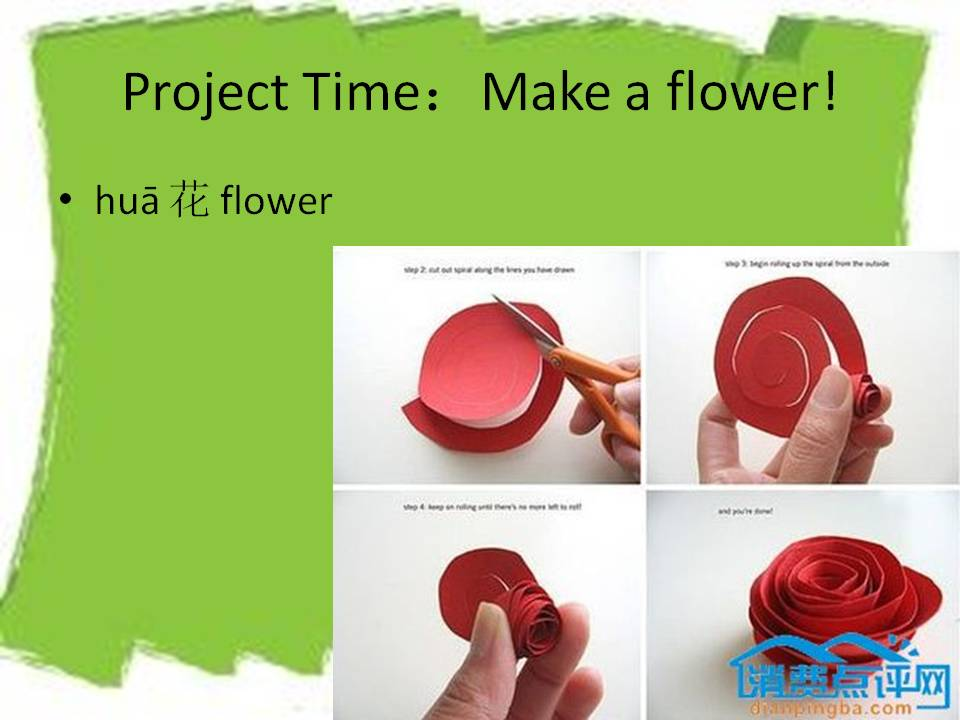 Project Time： Make a flower!
• huā 花 flower
step 2: cut out spiral along the lines you have drawn
step 3: begin rolling up the spiral from the outside
step 4: keep on rolling until there's no more left to roll!
and you're done!
消费点评网
dianpingba.com